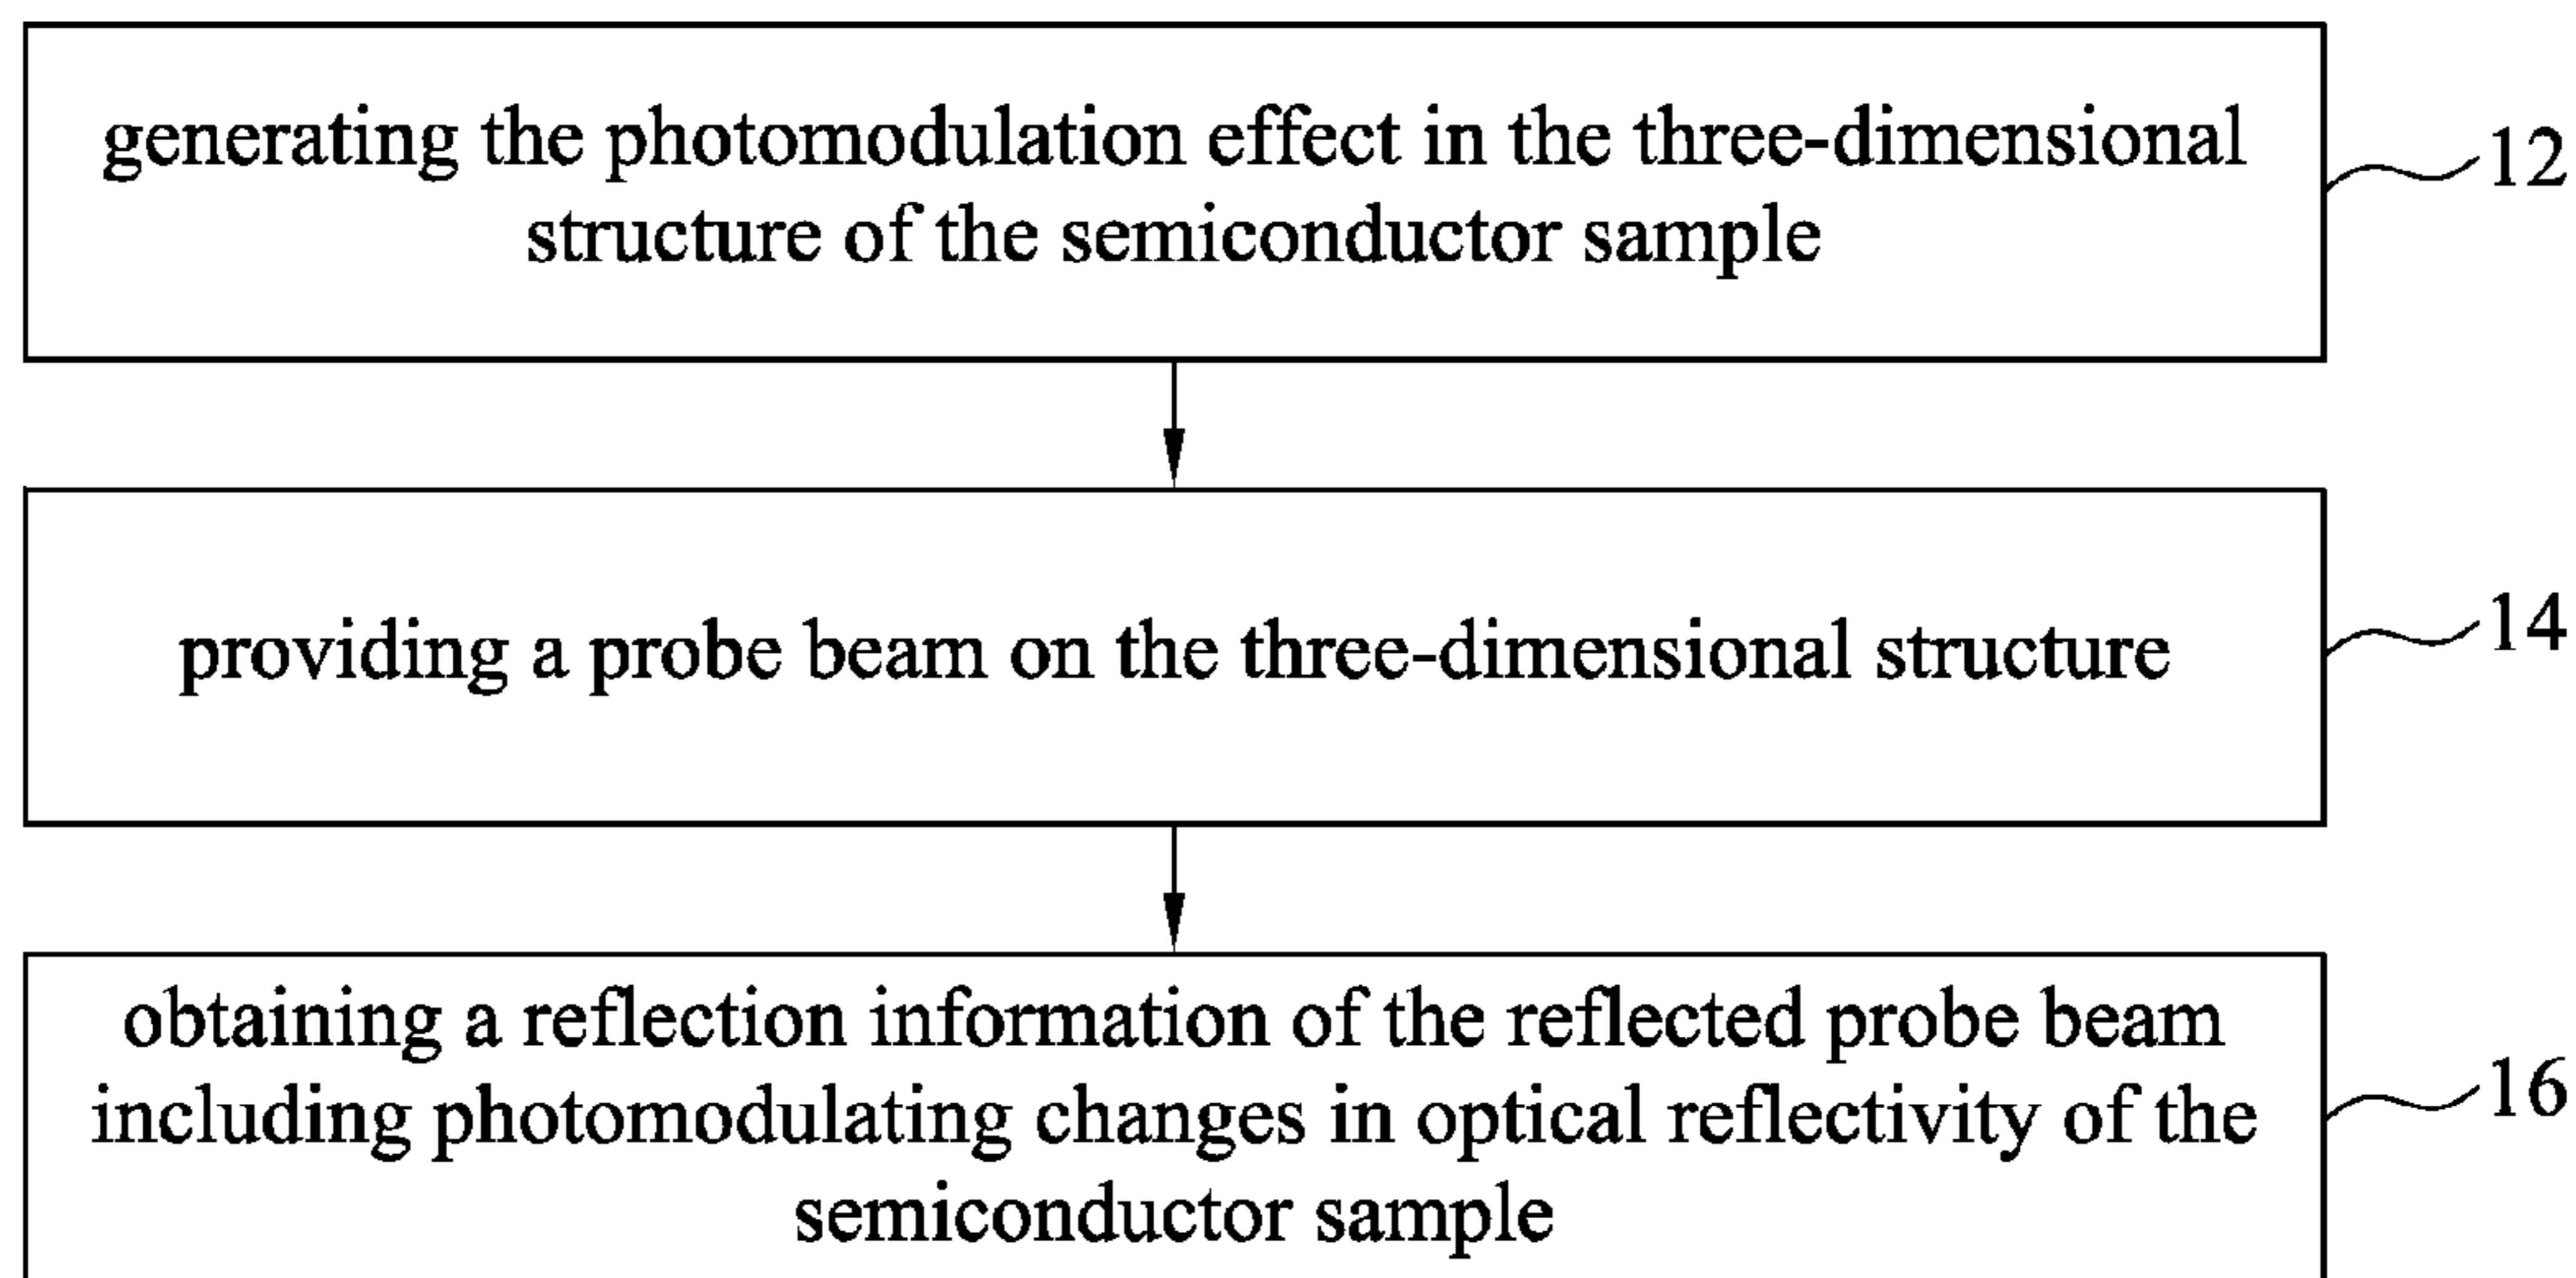 generating the photomodulation effect in the three-dimensional
structure of the semiconductor sample
12
providing a probe beam on the three-dimensional structure
14
obtaining a reflection information of the reflected probe beam
including photomodulating changes in optical reflectivity of the
semiconductor sample
16